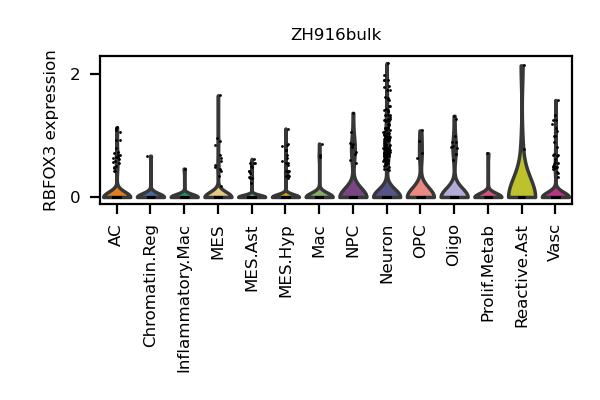 ZH916bulk
RBFOX3 expression
2
0
AC
Chromatin.Reg
Inflammatory.Mac
MES
MES.Ast
MES.Hyp
Mac
NPC
Neuron
OPC
Oligo
Prolif.Metab
Reactive.Ast
Vasc